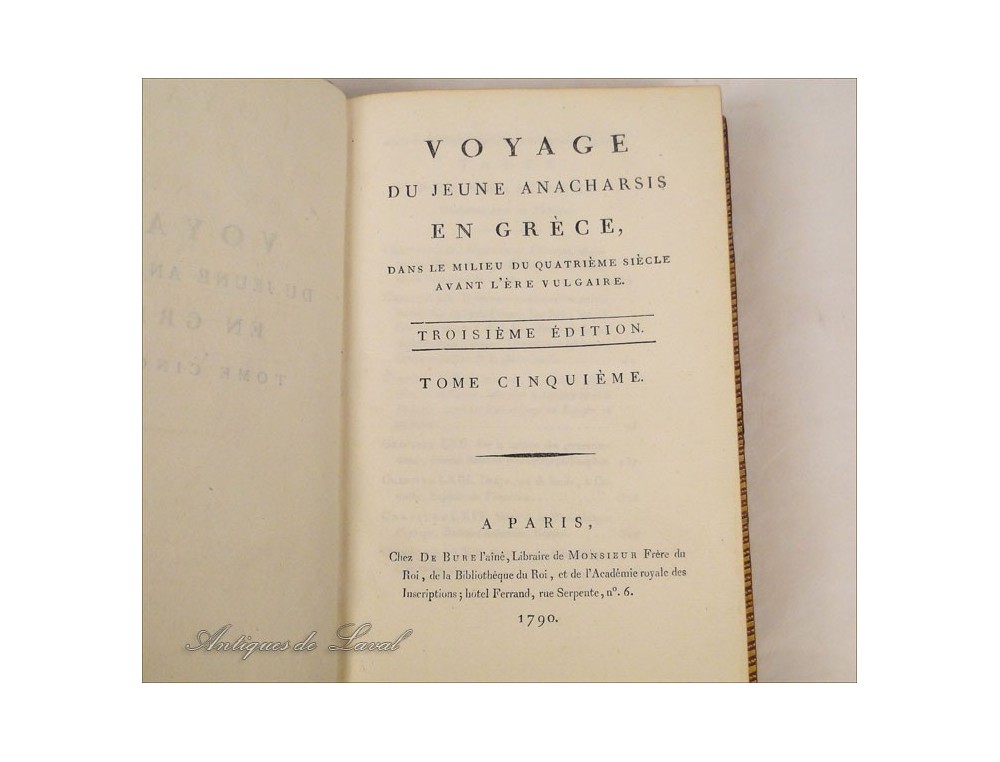 VOYAGE
DU JEUNE ANACHARSIS
EN GRÈCE,
DANS LE MILIEU DU QUATRIÈME SIÈCLE
AVANT L'ÈRE VULGAIRE.
TROISIÈME ÉDITION.
TOME CINQUIÈME.
A PARIS,
Chez DE BURE l'aîné, Libraire de MONSIEUR Frère du
Roi, de la Bibliothèque du Roi, et de l'Académie royale des
Inscriptions; hôtel Ferrand, rue Serpente, nº. 6.
1790.
Antiques de Laval